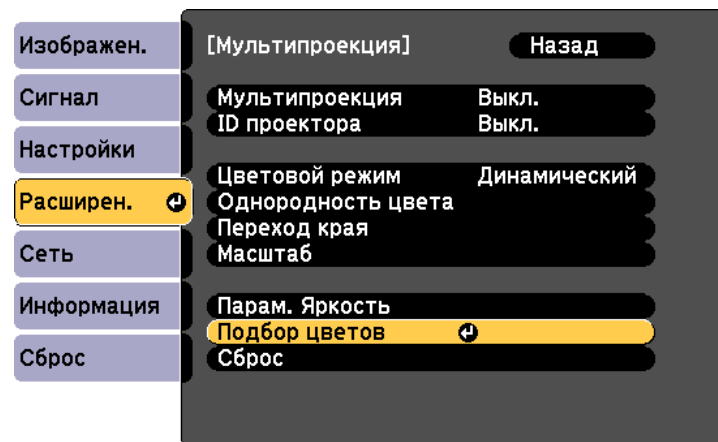 Изображен.
Сигнал
Настройки
Расширен.
Сеть
Информация
Сброс
[Мультипроекция] Назад
Мультипроекция Выкл.
ID проектора Выкл.
Цветовой режим Динамический
Однородность цвета
Переход края
Масштаб
Парам. Яркость
Подбор цветов
Сброс